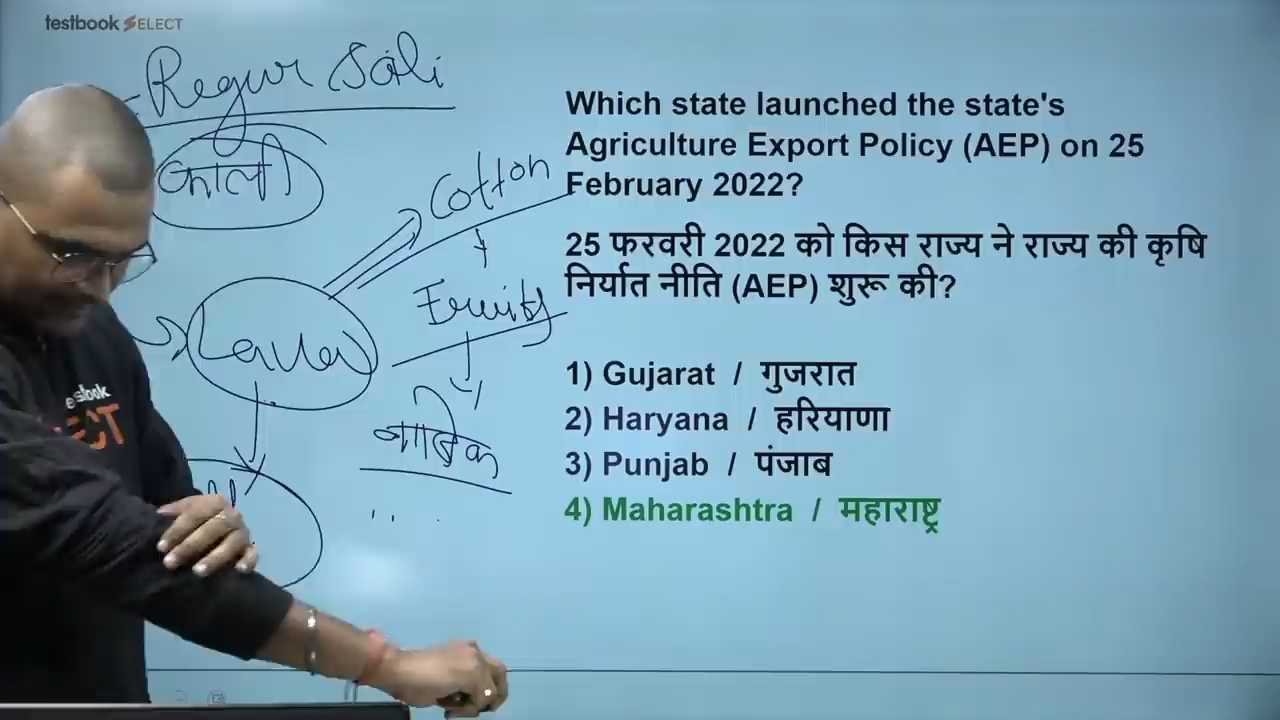 testbook SELECT
Regur Soil
काली
Cotton
Fruits
Lava
नासिक
Which state launched the state's
Agriculture Export Policy (AEP) on 25
February 2022?
25 फरवरी 2022 को किस राज्य ने राज्य की कृषि
निर्यात नीति (AEP) शुरू की?
1) Gujarat / गुजरात
2) Haryana / हरियाणा
3) Punjab / पंजाब
4) Maharashtra / महाराष्ट्र